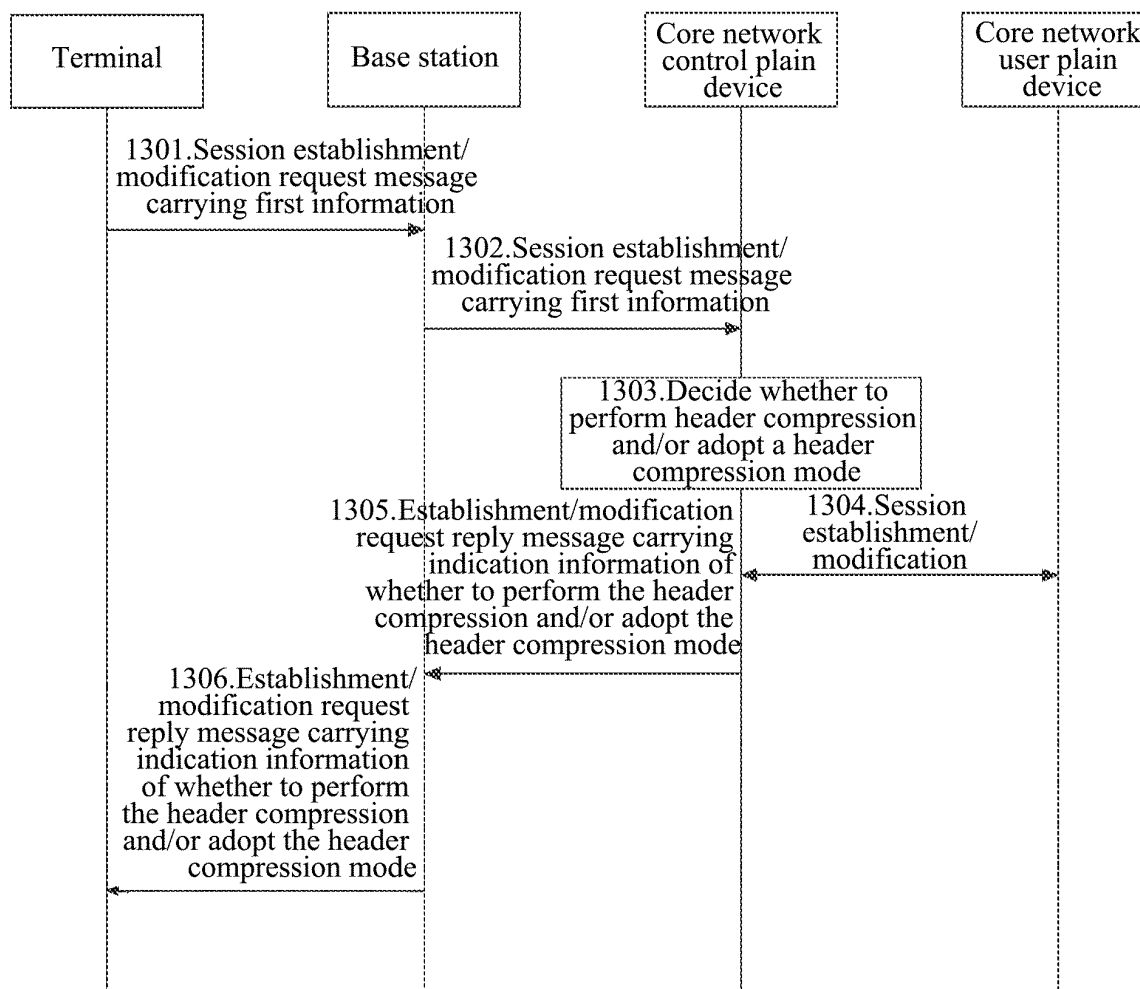 Terminal
Base station
Core network
control plain
device
Core network
user plain
device
1301.Session establishment/
modification request message
carrying first information
1302.Session establishment/
modification request message
carrying first information
1303.Decide whether to
perform header compression
and/or adopt a header
compression mode
1304.Session
establishment/
modification
1305.Establishment/modification
request reply message carrying
indication information of
whether to perform the header
compression and/or adopt the
header compression mode
1306.Establishment/
modification request
reply message carrying
indication information
of whether to perform
the header compression
and/or adopt the header
compression mode